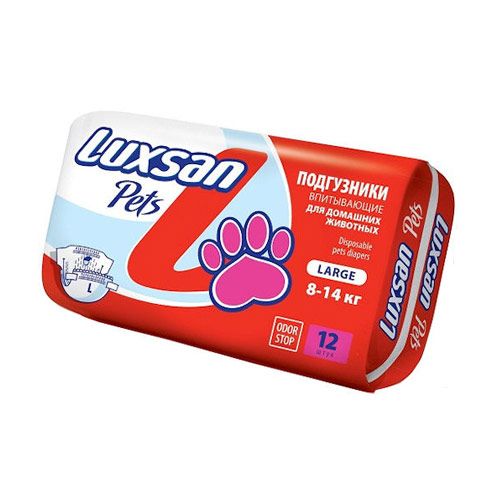 Luxsan
Pets
L
ПОДГУЗНИКИ
ВПИТЫВАЮЩИЕ
ДЛЯ ДОМАШНИХ
ЖИВОТНЫХ
Disposable
pets diapers
LARGE
8-14 КГ
ODOR
STOP
12
ШТУК
Luxsan Pets